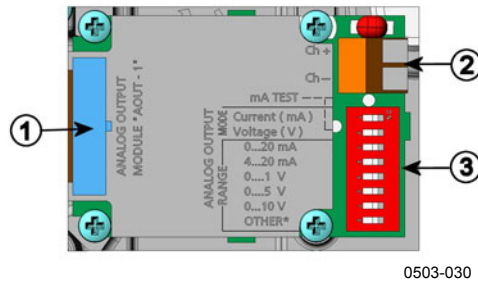 Ch +
Ch −
mA TEST
ANALOG OUTPUT
MODULE "AOUT - 1"
ANALOG OUTPUT
MODE
RANGE
Current ( mA )
Voltage ( V )
0...20 mA
4...20 mA
0....1 V
0....5 V
0...10 V
OTHER*
1
2
3
0503-030